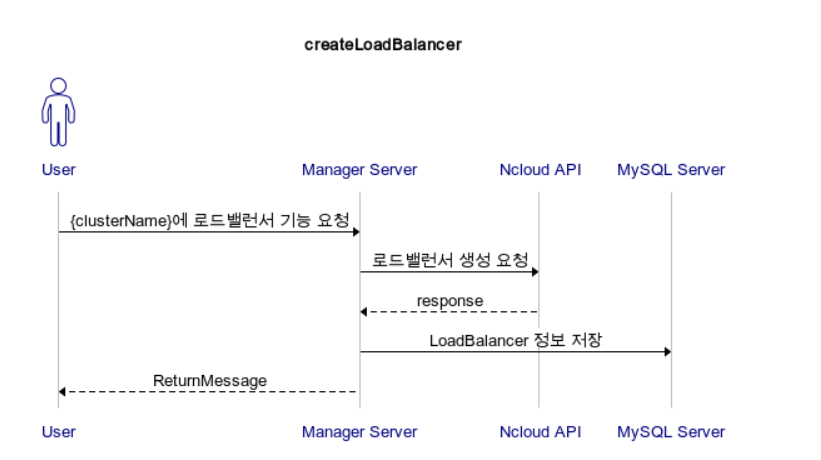 createLoadBalancer
User
Manager Server
Ncloud API
MySQL Server
{clusterName}에 로드밸런서 기능 요청
로드밸런서 생성 요청
response
LoadBalancer 정보 저장
ReturnMessage
User
Manager Server
Ncloud API
MySQL Server